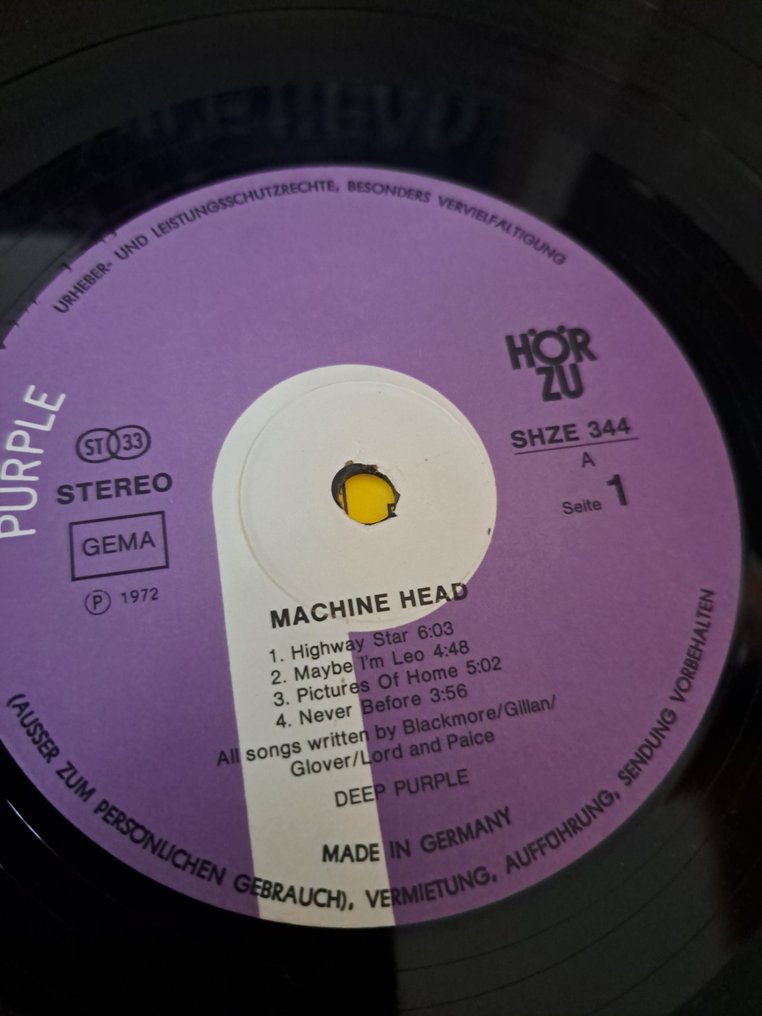 URHEBER- UND LEISTUNGSSCHUTZRECHTE, BESONDERS VERVIELFÄLTIGUNG
PURPLE
HÖR
ZU
ST 33
STEREO
GEMA
Ⓟ 1972
SHZE 344
A
Seite 1
MACHINE HEAD
1. Highway Star 6:03
2. Maybe I'm Leo 4:48
3. Pictures Of Home 5:02
4. Never Before 3:56
All songs written by Blackmore/Gillan/
Glover/Lord and Paice
DEEP PURPLE
MADE IN GERMANY
(AUSSER ZUM PERSÖNLICHEN GEBRAUCH), VERMIETUNG, AUFFÜHRUNG, SENDUNG VORBEHALTEN